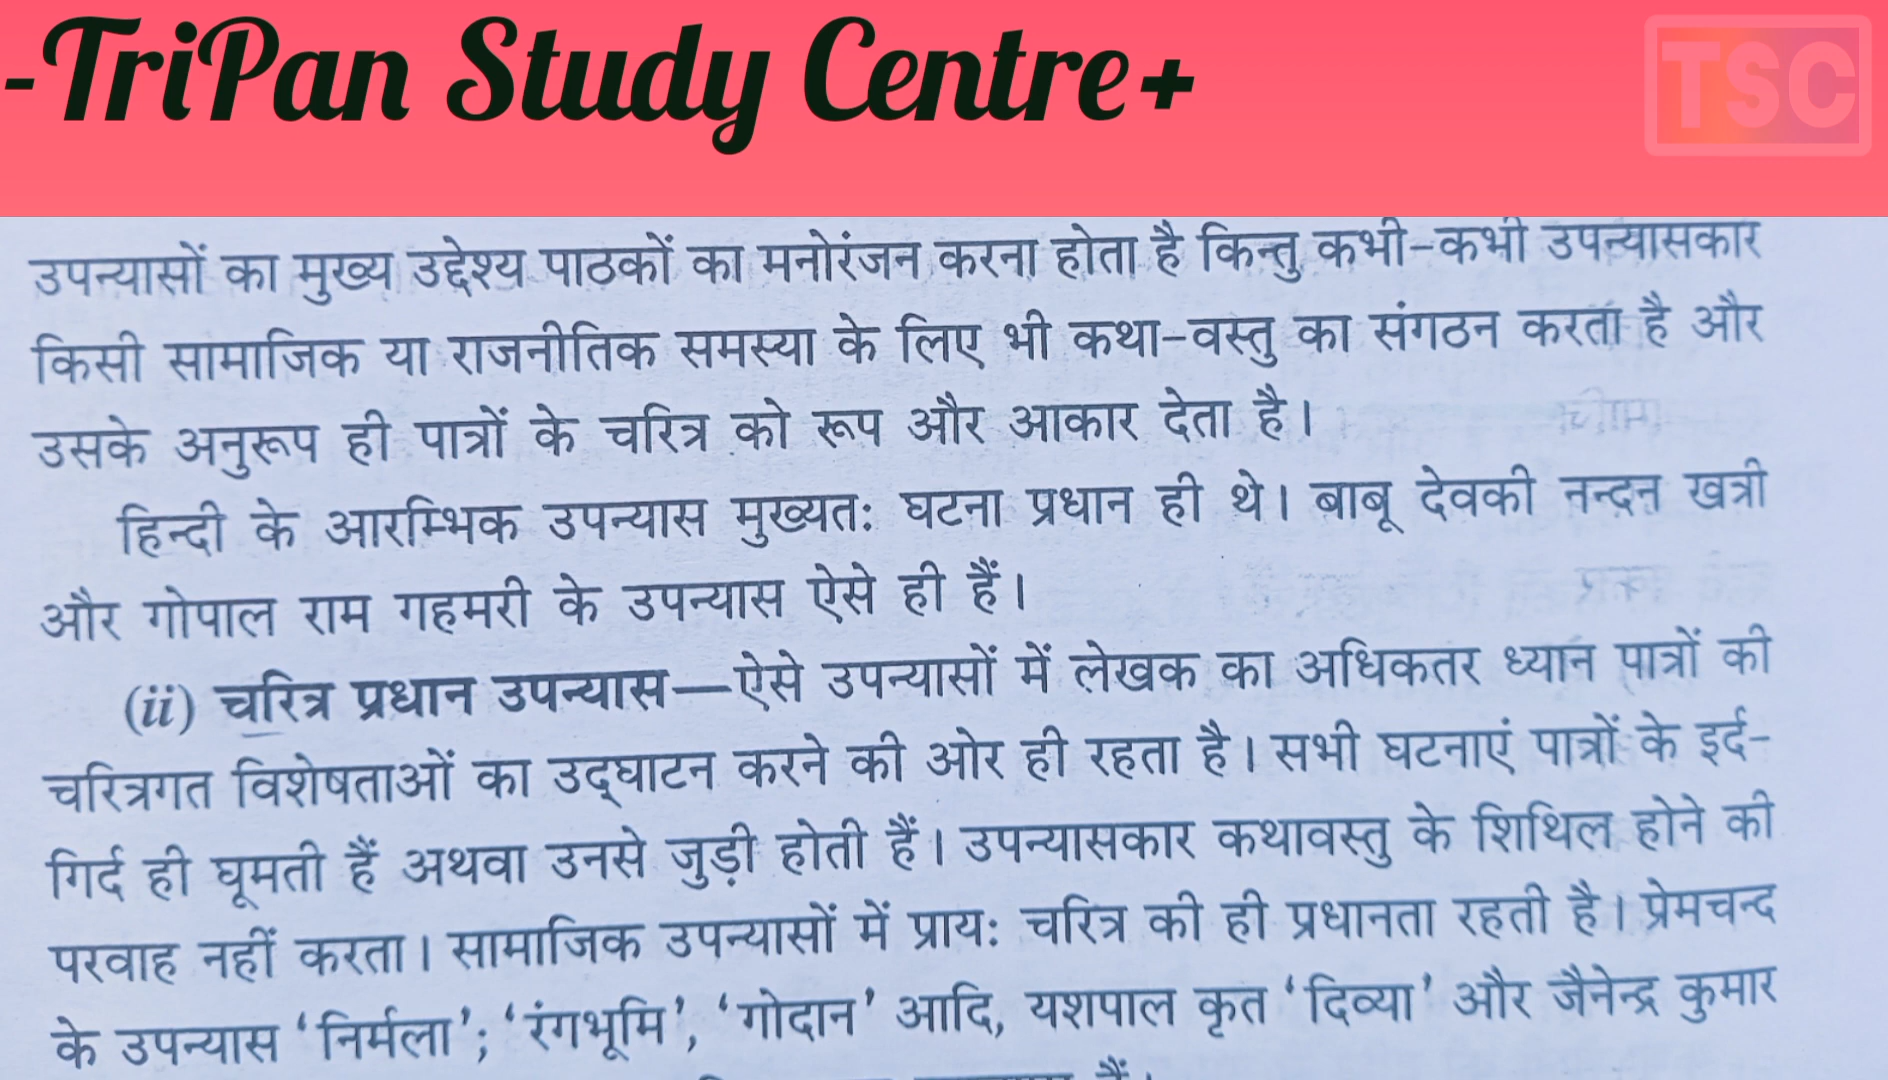 -TriPan Study Centre+
TSC
उपन्यासों का मुख्य उद्देश्य पाठकों का मनोरंजन करना होता है किन्तु कभी-कभी उपन्यासकार
किसी सामाजिक या राजनीतिक समस्या के लिए भी कथा-वस्तु का संगठन करता है और
उसके अनुरूप ही पात्रों के चरित्र को रूप और आकार देता है।
हिन्दी के आरम्भिक उपन्यास मुख्यतः घटना प्रधान ही थे। बाबू देवकी नन्दन खत्री
और गोपाल राम गहमरी के उपन्यास ऐसे ही हैं।
(ii) चरित्र प्रधान उपन्यास—ऐसे उपन्यासों में लेखक का अधिकतर ध्यान पात्रों की
चरित्रगत विशेषताओं का उद्‌घाटन करने की ओर ही रहता है। सभी घटनाएं पात्रों के इर्द-
गिर्द ही घूमती हैं अथवा उनसे जुड़ी होती हैं। उपन्यासकार कथावस्तु के शिथिल होने की
परवाह नहीं करता। सामाजिक उपन्यासों में प्रायः चरित्र की ही प्रधानता रहती है। प्रेमचन्द
के उपन्यास ‘निर्मला’; ‘रंगभूमि’, ‘गोदान’ आदि, यशपाल कृत ‘दिव्या’ और जैनेन्द्र कुमार
हैं।